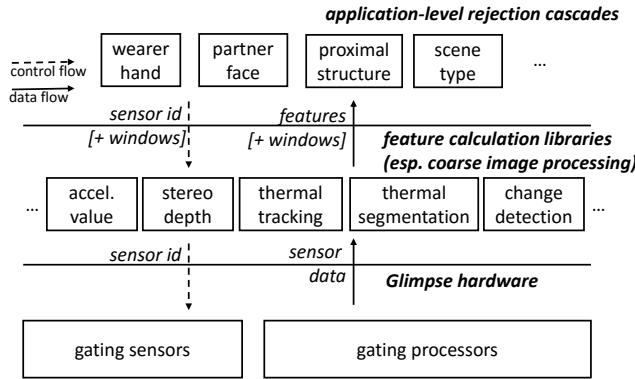 application-level rejection cascades
wearer
hand
partner
face
proximal
structure
scene
type
...
control flow
data flow
sensor id
[+ windows]
features
[+ windows]
feature calculation libraries
(esp. coarse image processing)
...
accel.
value
stereo
depth
thermal
tracking
thermal
segmentation
change
detection
...
sensor id
sensor
data
Glimpse hardware
gating sensors
gating processors